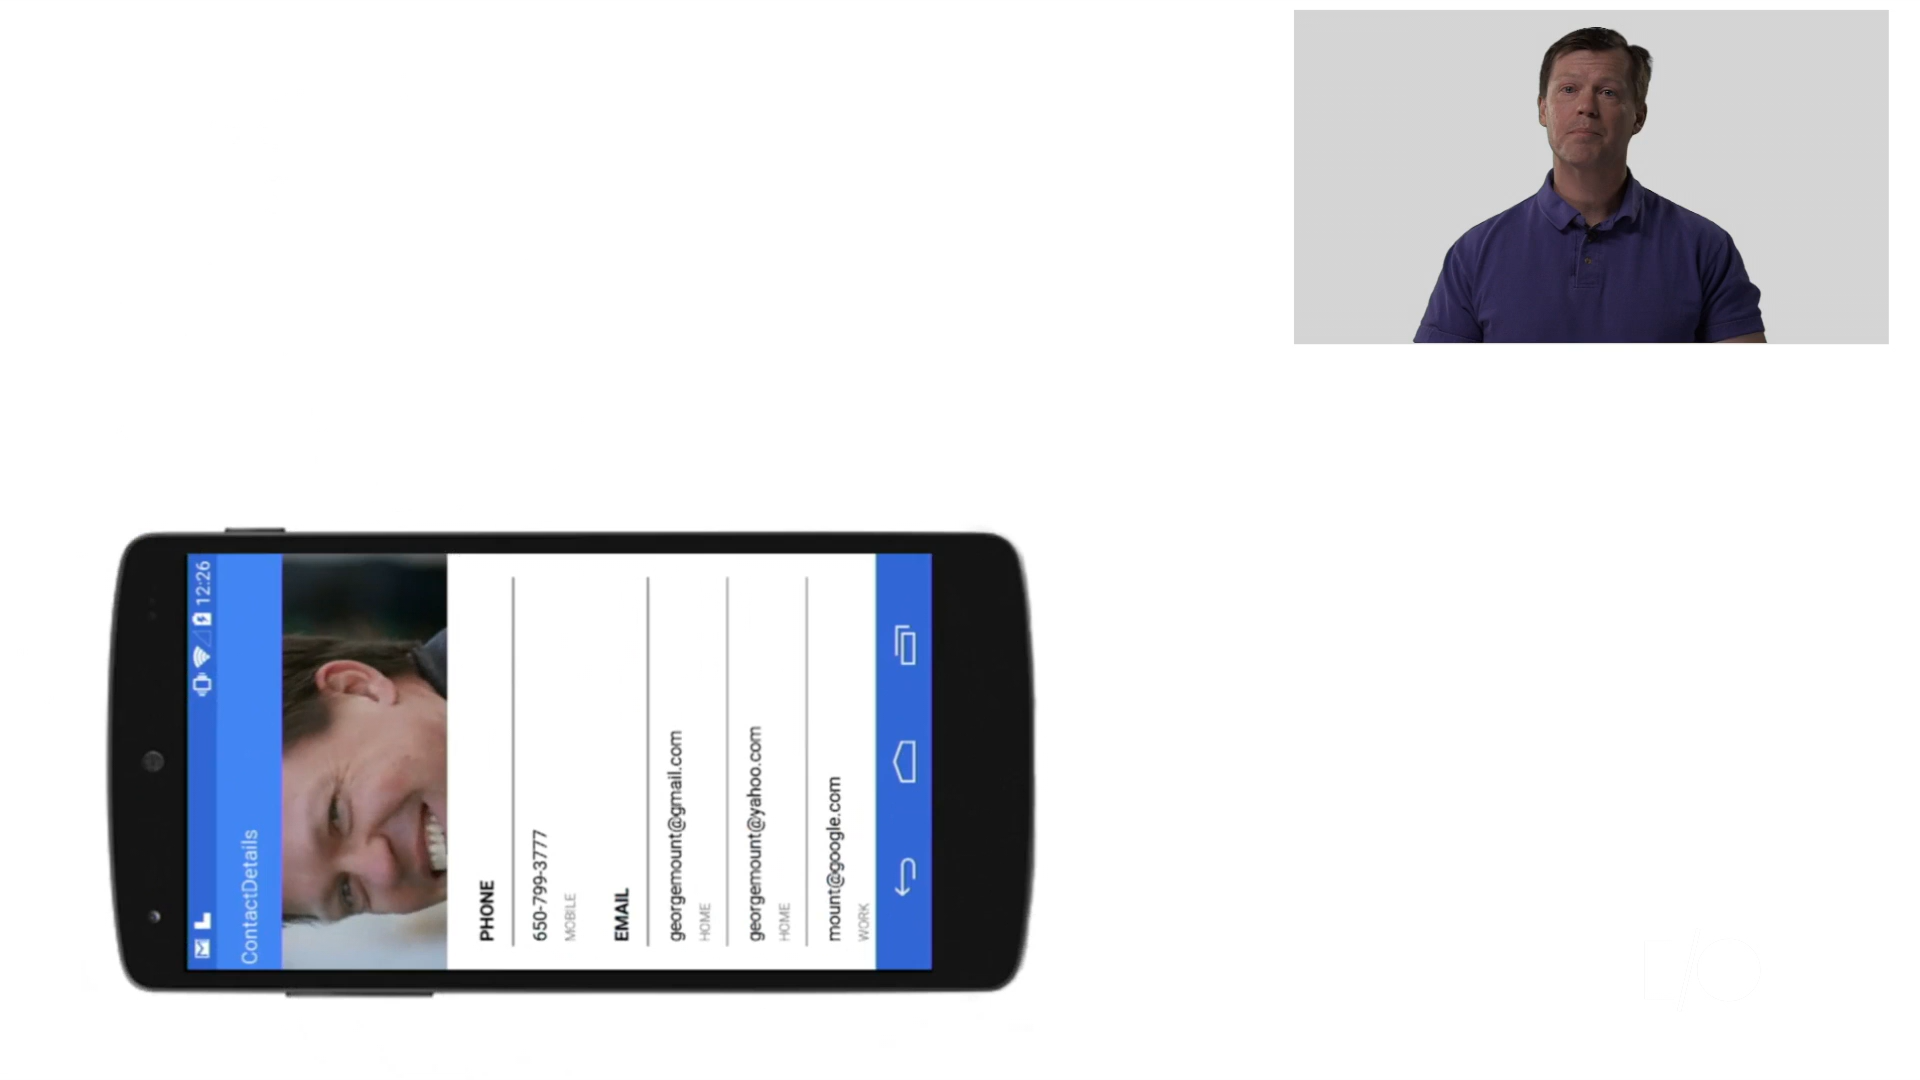 12:26
ContactDetails
PHONE
650-799-3777
MOBILE
EMAIL
georgemount@gmail.com
HOME
georgemount@yahoo.com
HOME
mount@google.com
WORK